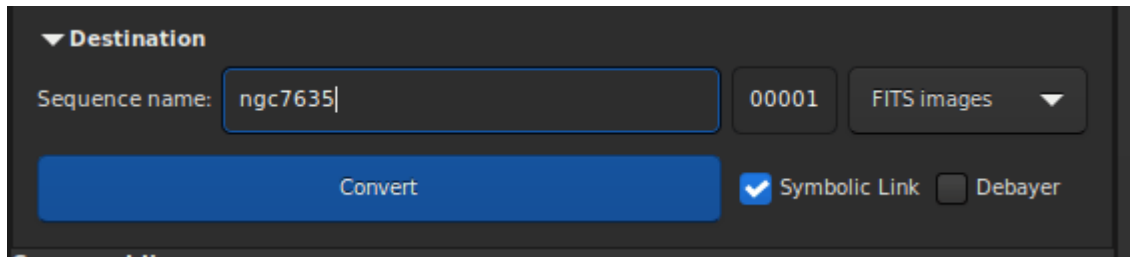 Destination
Sequence name: ngc7635 00001 FITS images
Convert Symbolic Link Debayer